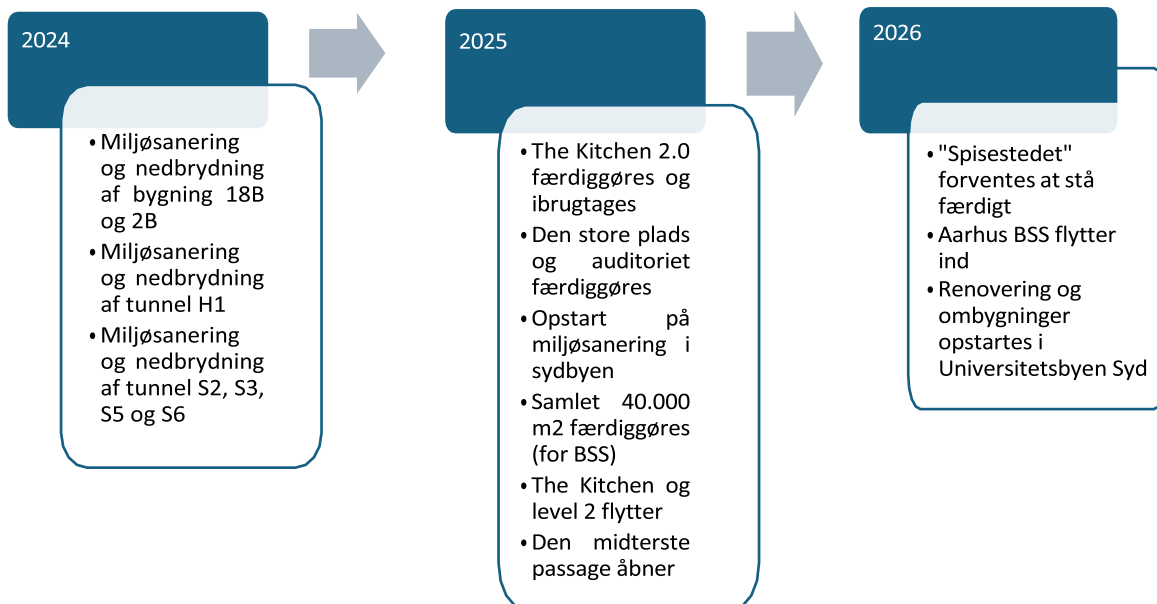 2024
• Miljøsanering
og nedbrydning
af bygning 18B
og 2B
• Miljøsanering
og nedbrydning
af tunnel H1
• Miljøsanering
og nedbrydning
af tunnel S2, S3,
S5 og S6
2025
• The Kitchen 2.0
færdiggøres og
ibrugtages
• Den store plads
og auditoriet
færdiggøres
• Opstart på
miljøsanering i
sydbyen
• Samlet 40.000
m2 færdiggøres
(for BSS)
• The Kitchen og
level 2 flytter
• Den midterste
passage åbner
2026
• "Spisestedet"
forventes at stå
færdigt
• Aarhus BSS flytter
ind
• Renovering og
ombygninger
opstartes i
Universitetsbyen Syd